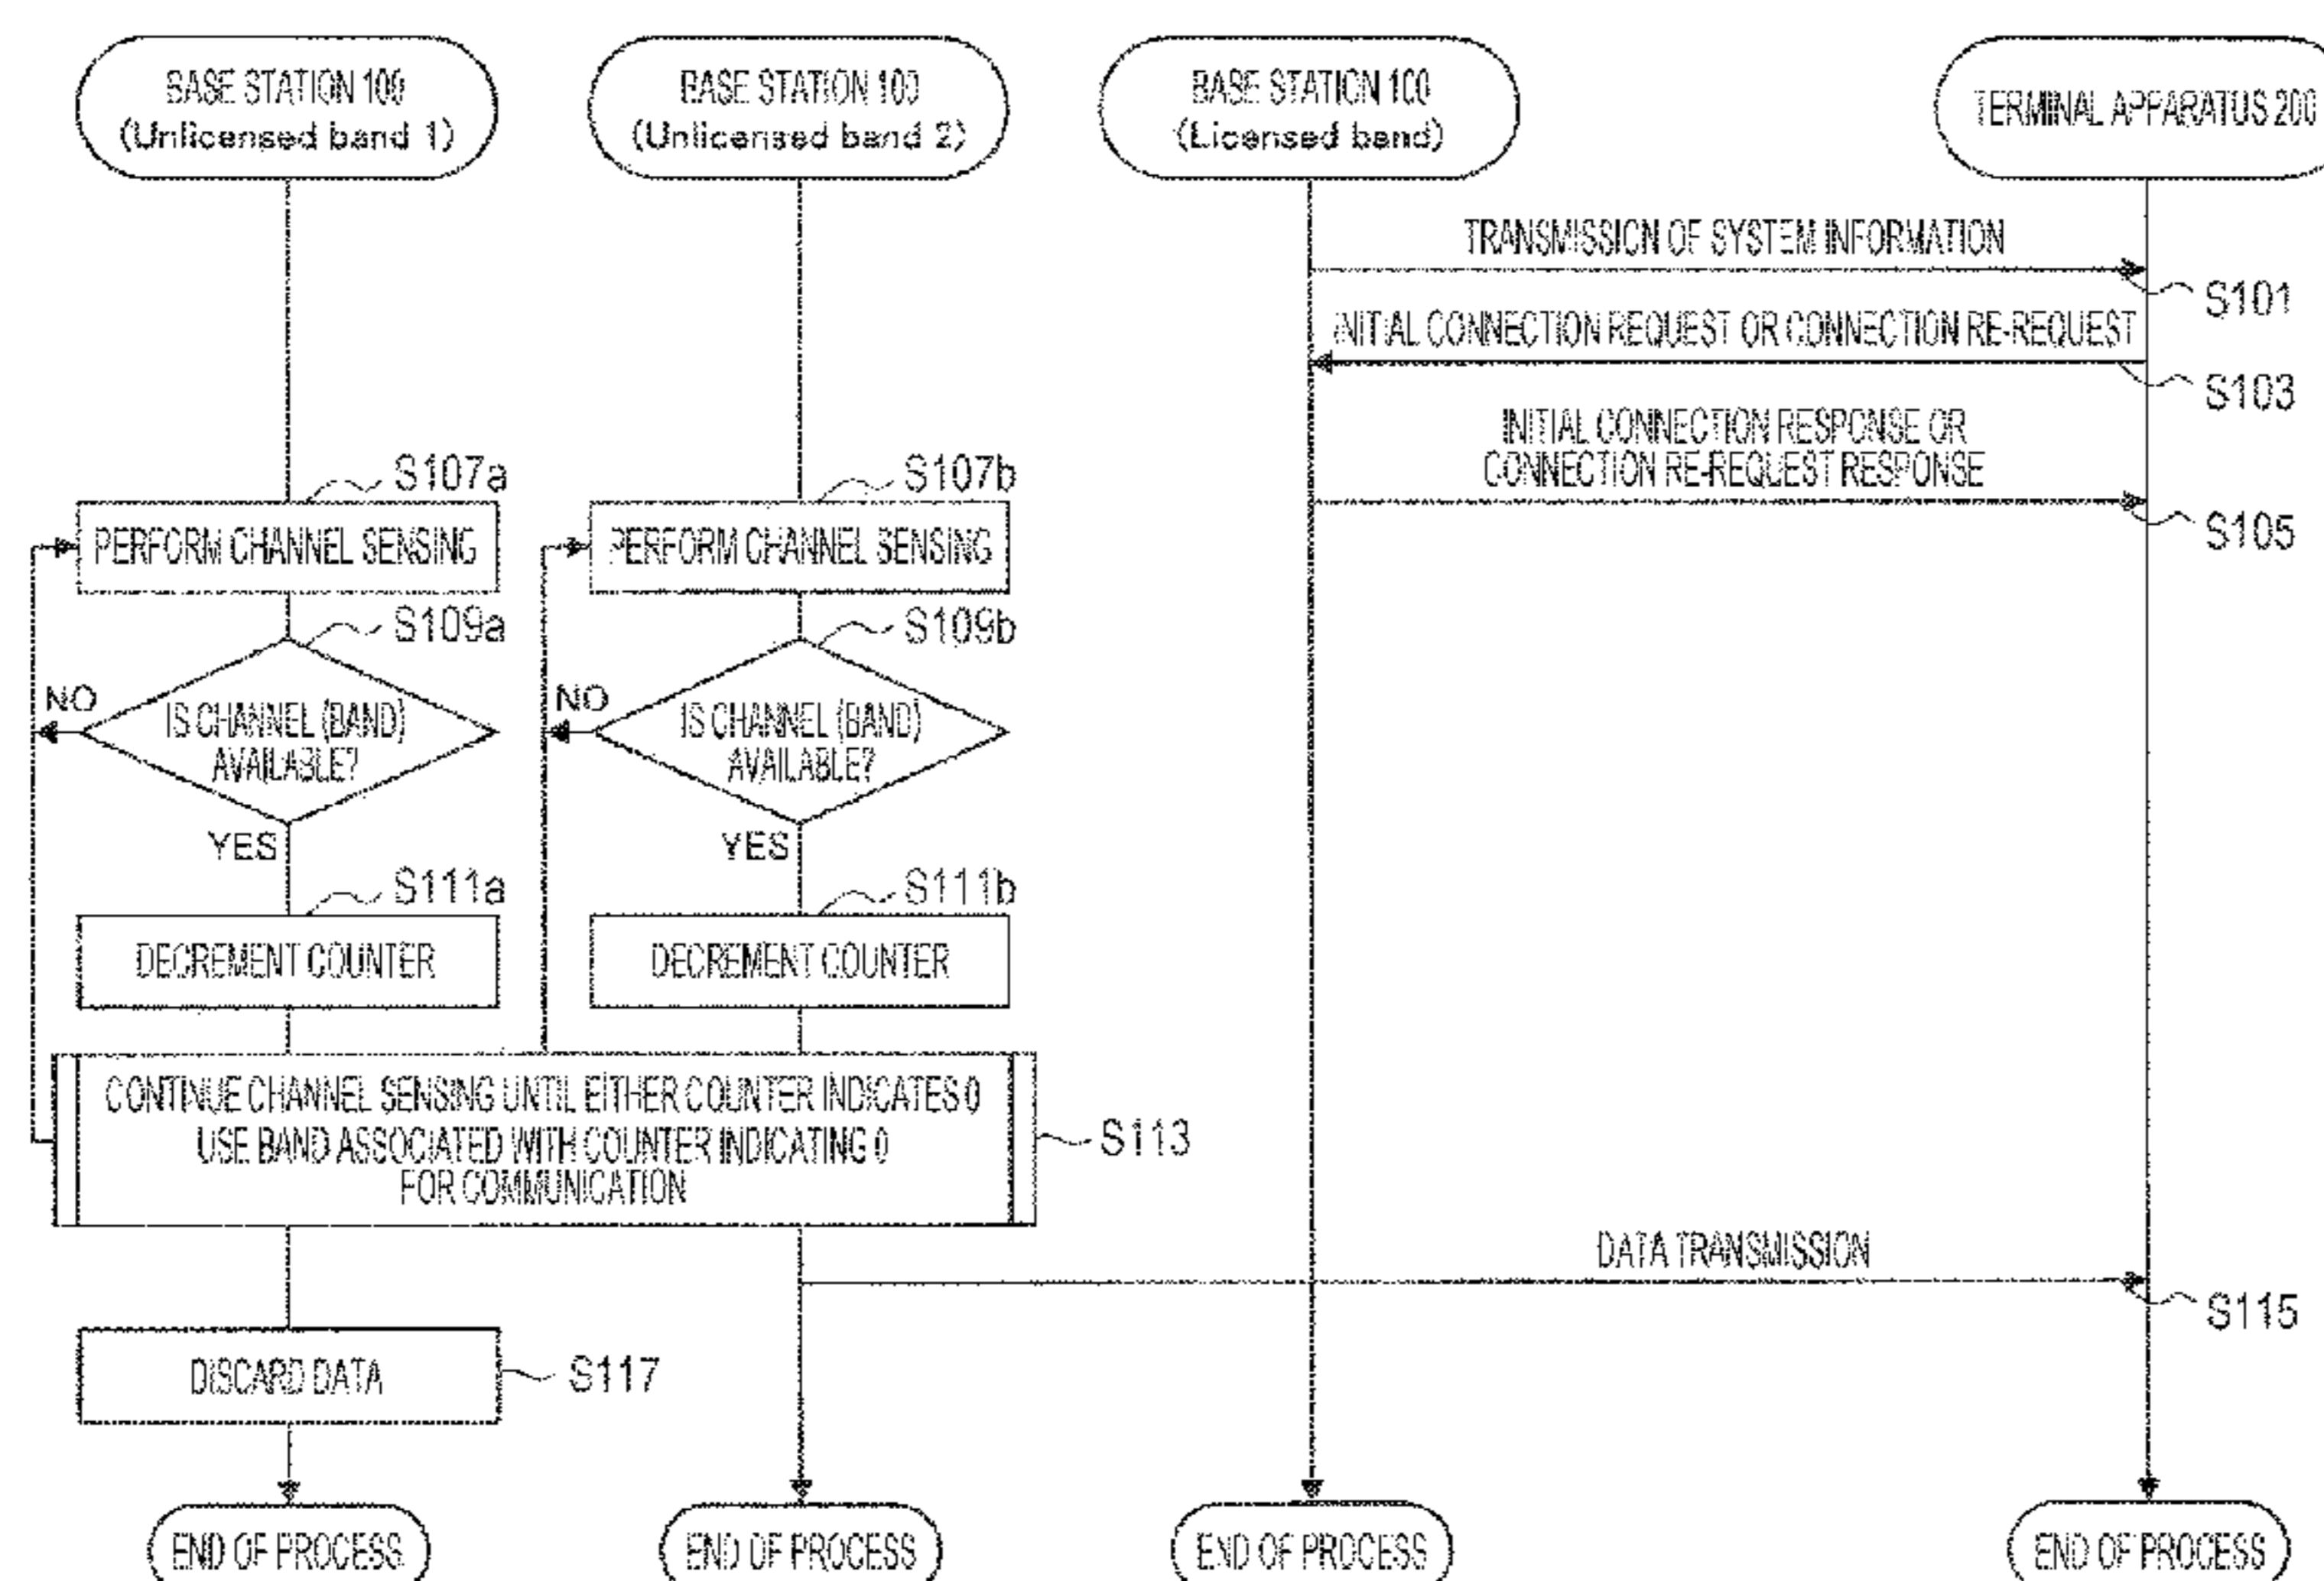 BASE STATION 100
(Unlicensed band 1)
BASE STATION 100
(Unlicensed band 2)
BASE STATION 100
(Licensed band)
TERMINAL APPARATUS 200
TRANSMISSION OF SYSTEM INFORMATION
S101
INITIAL CONNECTION REQUEST OR CONNECTION RE-REQUEST
S103
INITIAL CONNECTION RESPONSE OR
CONNECTION RE-REQUEST RESPONSE
S105
S107a
PERFORM CHANNEL SENSING
S107b
PERFORM CHANNEL SENSING
S109a
IS CHANNEL (BAND)
AVAILABLE?
NO
YES
S109b
IS CHANNEL (BAND)
AVAILABLE?
NO
YES
S111a
DECREMENT COUNTER
S111b
DECREMENT COUNTER
CONTINUE CHANNEL SENSING UNTIL EITHER COUNTER INDICATES 0
USE BAND ASSOCIATED WITH COUNTER INDICATING 0
FOR COMMUNICATION
S113
DATA TRANSMISSION
S115
DISCARD DATA
S117
END OF PROCESS
END OF PROCESS
END OF PROCESS
END OF PROCESS